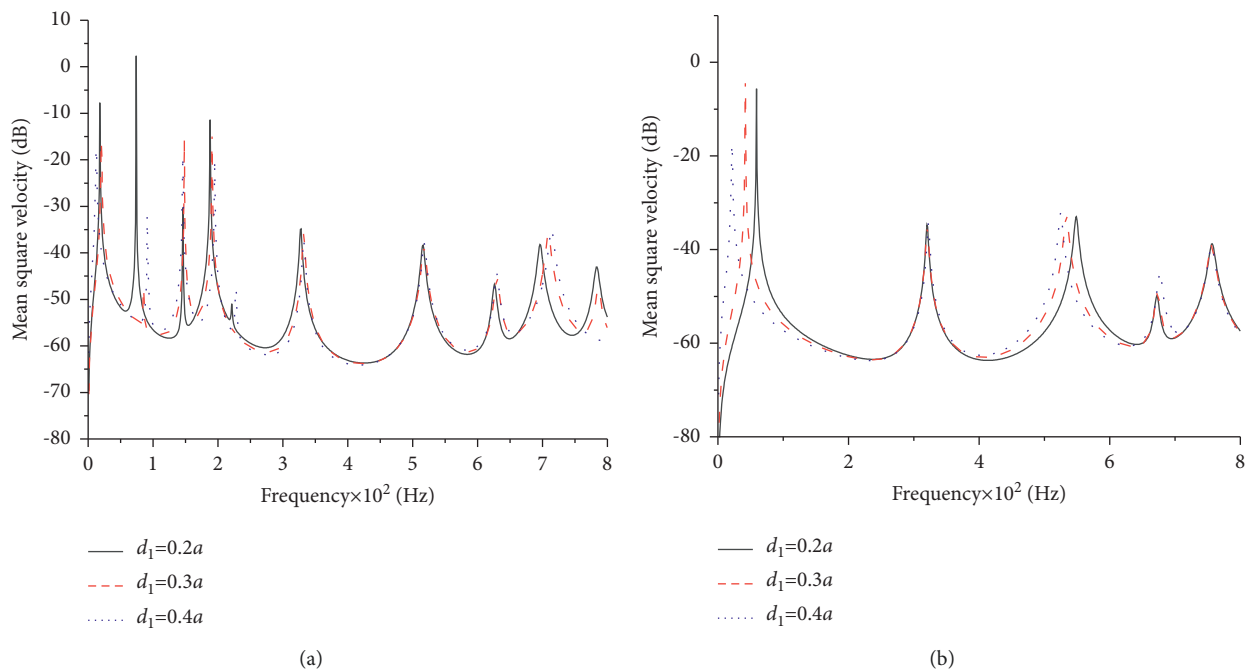 10
0
-10
-20
-30
-40
-50
-60
-70
-80
Mean square velocity (dB)
0 1 2 3 4 5 6 7 8
Frequency×10² (Hz)
d₁=0.2a
d₁=0.3a
d₁=0.4a
(a)
0
-20
-40
-60
-80
Mean square velocity (dB)
0 2 4 6 8
Frequency×10² (Hz)
d₁=0.2a
d₁=0.3a
d₁=0.4a
(b)